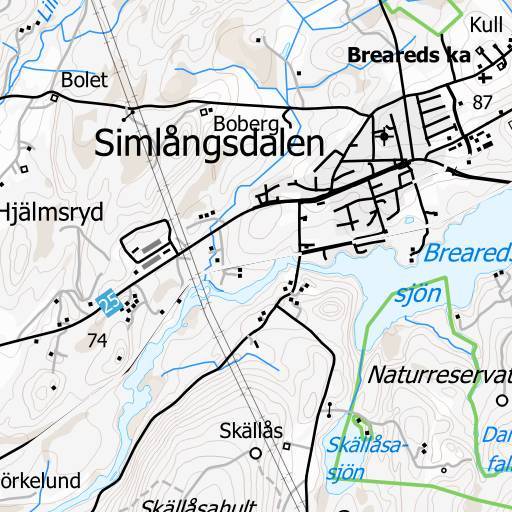 Kull
Breareds ka
Bolet
87
Boberg
Simlångsdalen
Hjälmsryd
Breareds
sjön
25
74
Naturreservat
Skällås
Skällåsa-
sjön
Dan
fal
örkelund
Skällåsahult